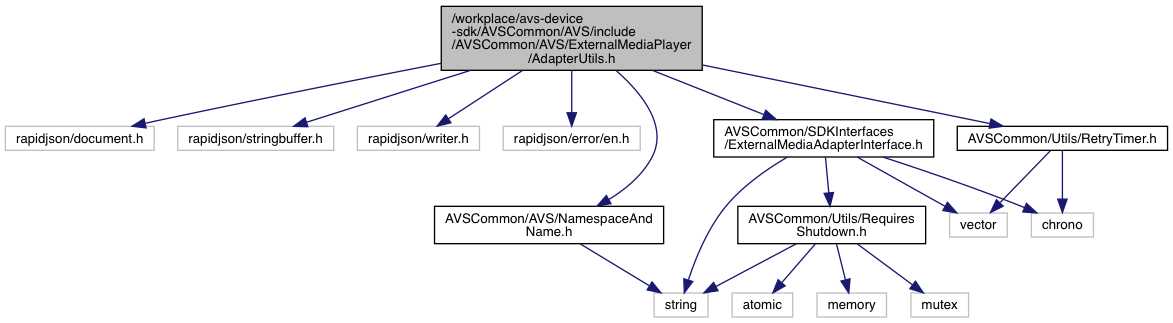 /workplace/avs-device
-sdk/AVSCommon/AVS/include
/AVSCommon/AVS/ExternalMediaPlayer
/AdapterUtils.h
rapidjson/document.h
rapidjson/stringbuffer.h
rapidjson/writer.h
rapidjson/error/en.h
AVSCommon/SDKInterfaces
/ExternalMediaAdapterInterface.h
AVSCommon/Utils/RetryTimer.h
AVSCommon/AVS/NamespaceAnd
Name.h
AVSCommon/Utils/Requires
Shutdown.h
vector
chrono
string
atomic
memory
mutex